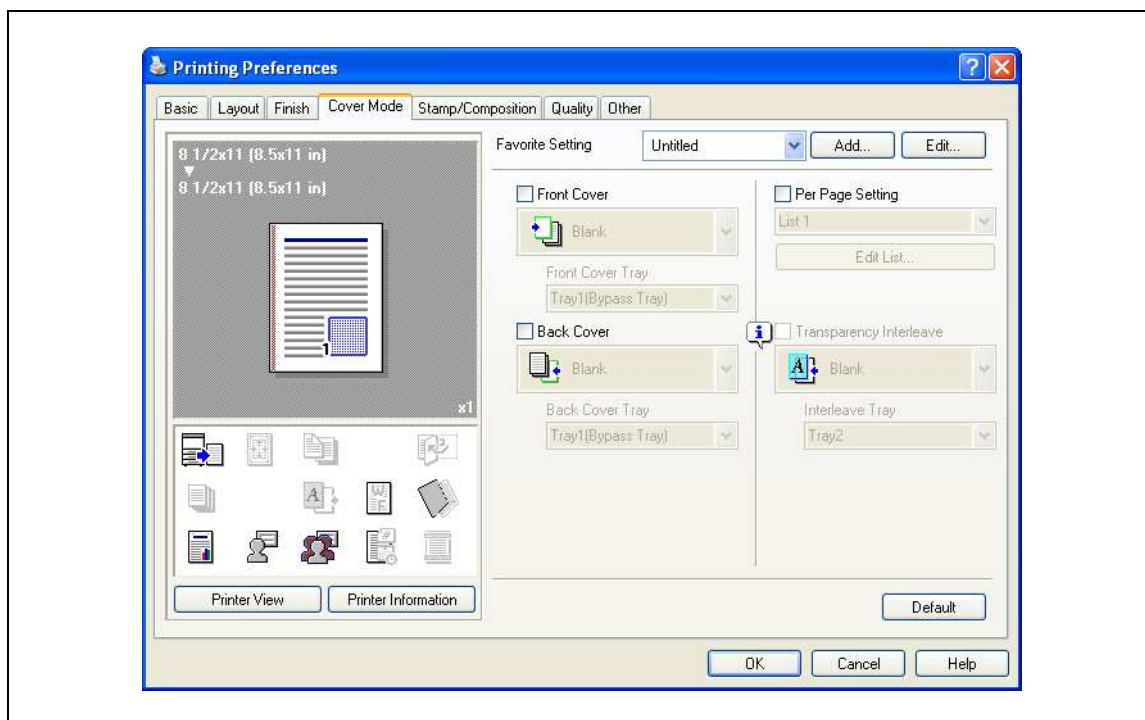 Printing Preferences
Basic Layout Finish Cover Mode Stamp/Composition Quality Other
8 1/2x11 (8.5x11 in)
8 1/2x11 (8.5x11 in)
1
x1
Printer View Printer Information
Favorite Setting Untitled Add... Edit...
Front Cover
Blank
Front Cover Tray
Tray1(Bypass Tray)
Back Cover
Blank
Back Cover Tray
Tray1(Bypass Tray)
Per Page Setting
List 1
Edit List...
Transparency Interleave
Blank
Interleave Tray
Tray2
Default
OK Cancel Help